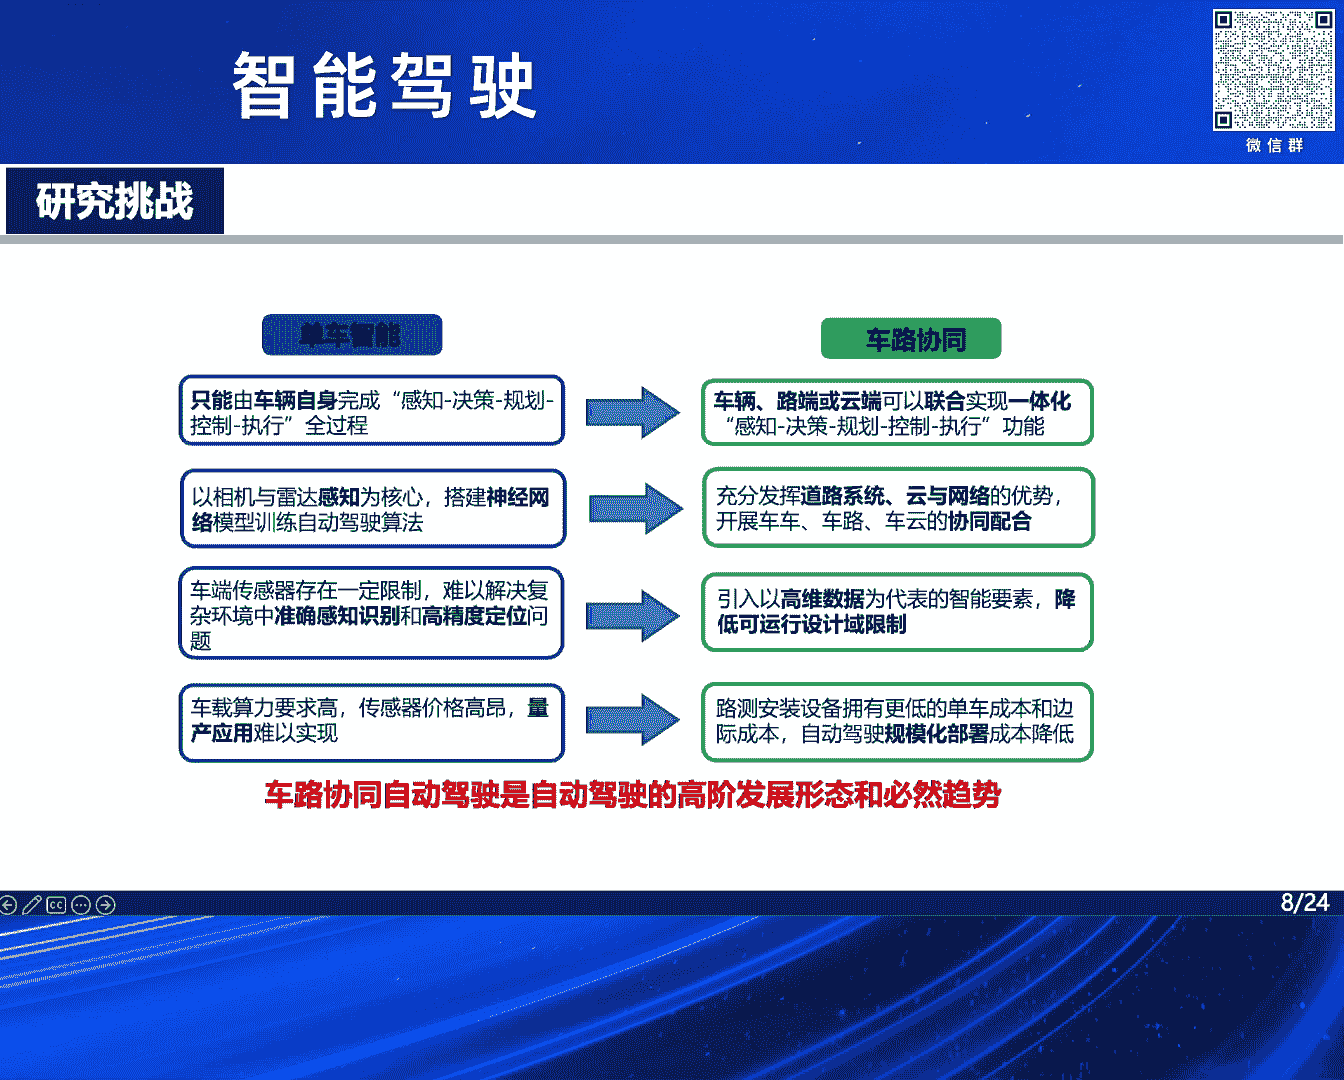 智能驾驶
微信群
研究挑战
单车智能
车路协同
只能由车辆自身完成“感知-决策-规划-
控制-执行”全过程
车辆、路端或云端可以联合实现一体化
“感知-决策-规划-控制-执行”功能
以相机与雷达感知为核心，搭建神经网
络模型训练自动驾驶算法
充分发挥道路系统、云与网络的优势，
开展车车、车路、车云的协同配合
车端传感器存在一定限制，难以解决复
杂环境中准确感知识别和高精度定位问
题
引入以高维数据为代表的智能要素，降
低可运行设计域限制
车载算力要求高，传感器价格高昂，量
产应用难以实现
路测安装设备拥有更低的单车成本和边
际成本，自动驾驶规模化部署成本降低
车路协同自动驾驶是自动驾驶的高阶发展形态和必然趋势
CC
8/24